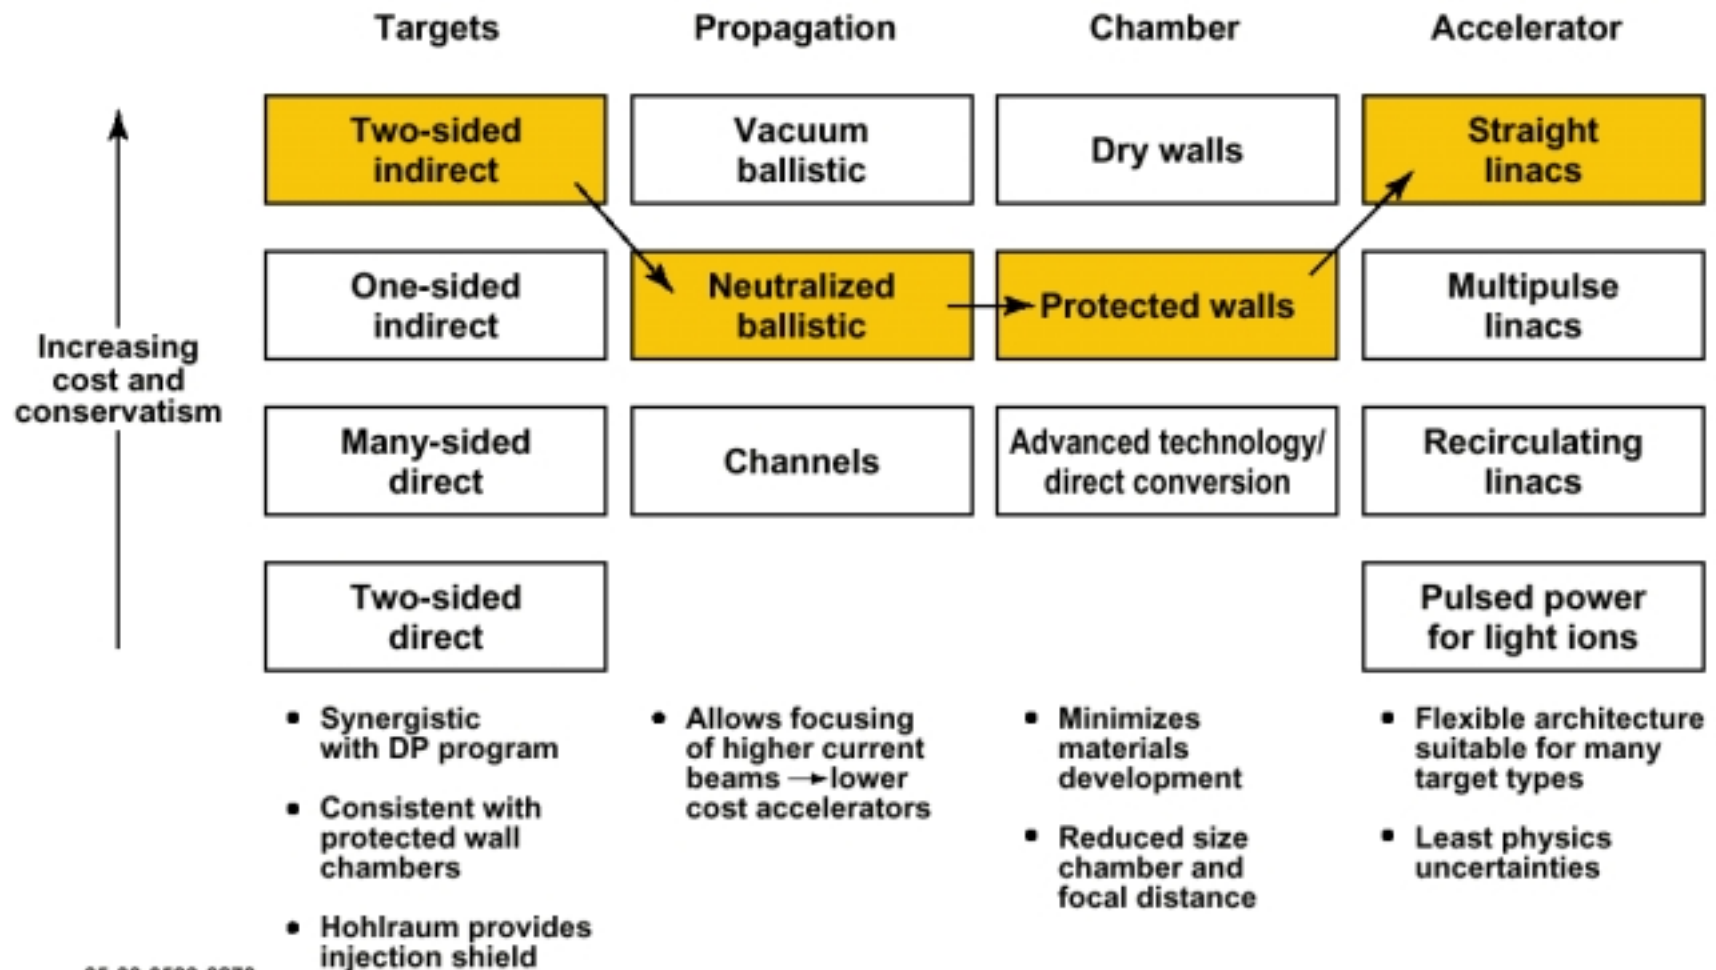 Targets
Propagation
Chamber
Accelerator
Two-sided
indirect
Vacuum
ballistic
Dry walls
Straight
linacs
One-sided
indirect
Neutralized
ballistic
Protected walls
Multipulse
linacs
Increasing
cost and
conservatism
Many-sided
direct
Channels
Advanced technology/
direct conversion
Recirculating
linacs
Two-sided
direct
Pulsed power
for light ions
▪ Synergistic
with DP program
▪ Consistent with
protected wall
chambers
▪ Hohlraum provides
injection shield
• Allows focusing
of higher current
beams → lower
cost accelerators
▪ Minimizes
materials
development
▪ Reduced size
chamber and
focal distance
▪ Flexible architecture
suitable for many
target types
▪ Least physics
uncertainties